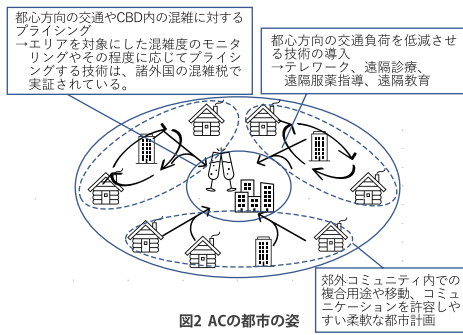 都心方向の交通やCBD内の混雑に対する
プライシング
→エリアを対象にした混雑度のモニタ
リングやその程度に応じてプライシ
ングする技術は、諸外国の混雑税で
実証されている。
都心方向の交通負荷を低減させ
る技術の導入
→テレワーク、遠隔診療、
遠隔服薬指導、遠隔教育
郊外コミュニティ内での
複合用途や移動、コミュ
ニケーションを許容しや
すい柔軟な都市計画
図2 ACの都市の姿